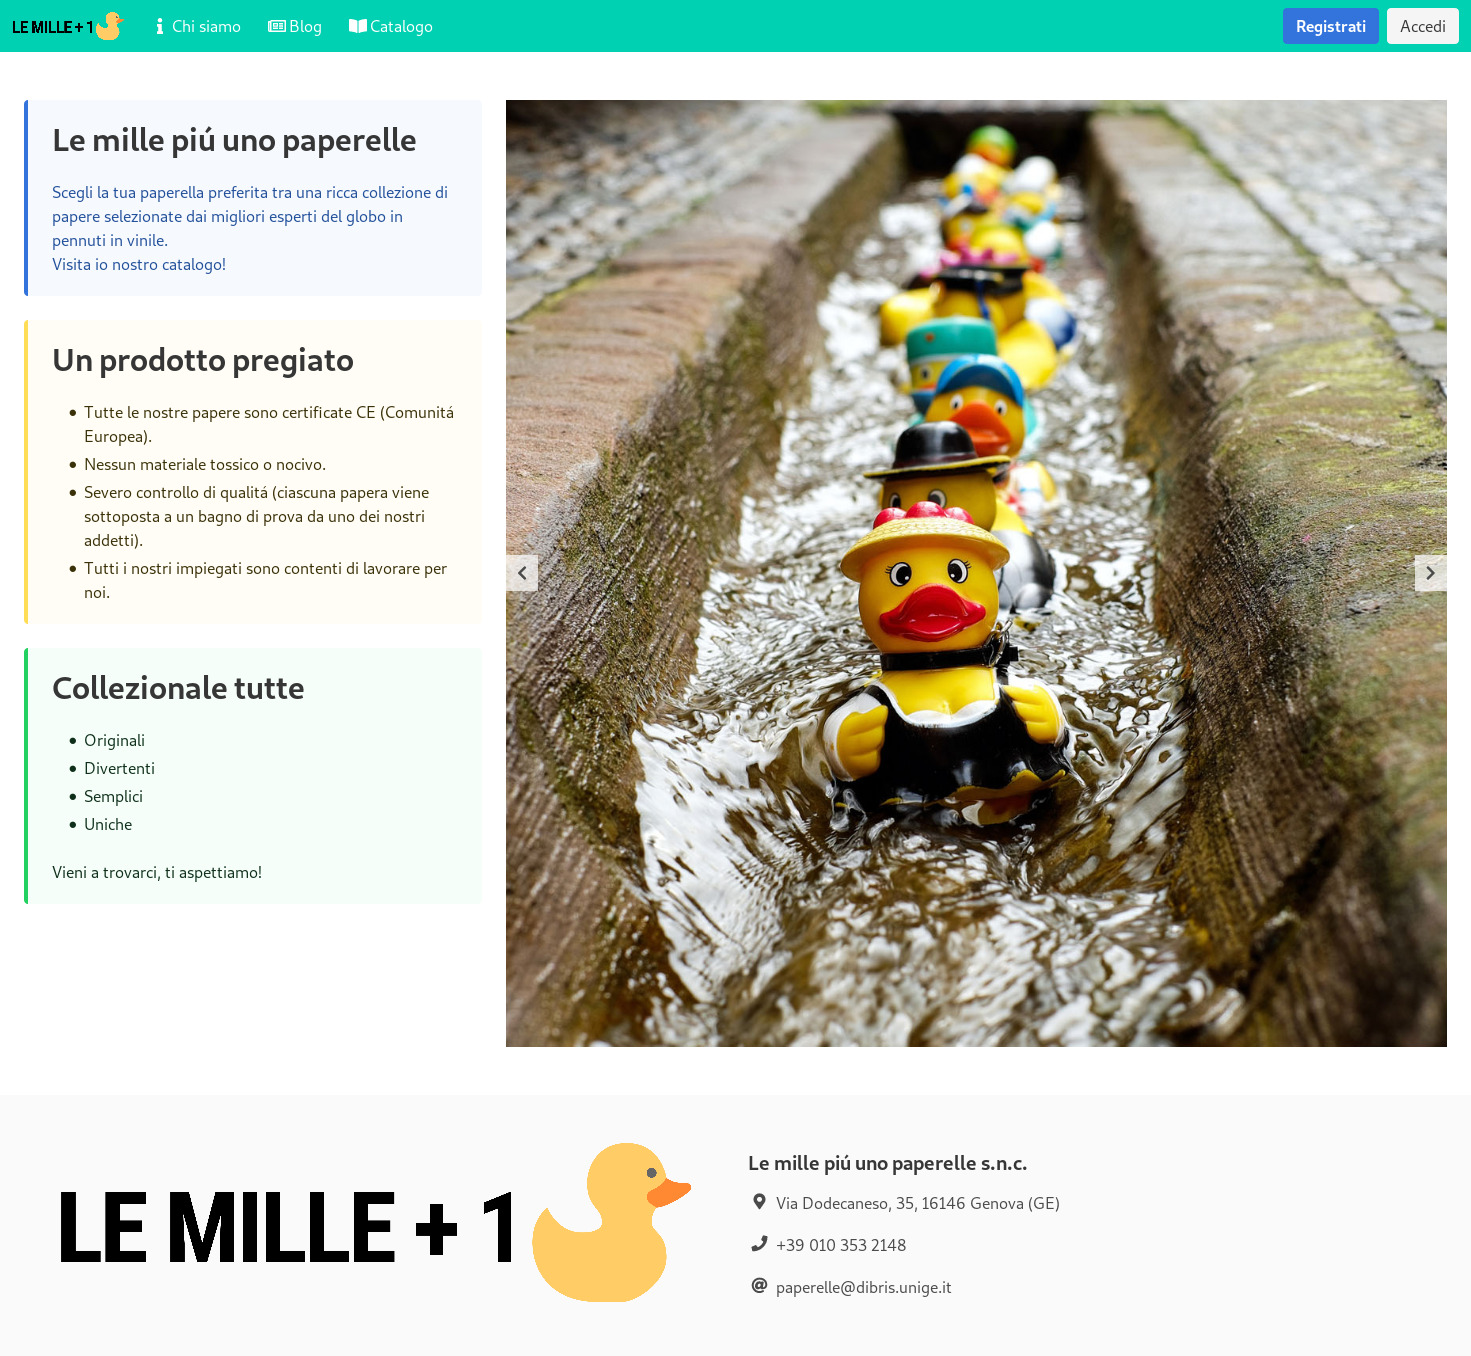 LE MILLE + 1
Chi siamo
Blog
Catalogo
Registrati
Accedi
Le mille piú uno paperelle
Scegli la tua paperella preferita tra una ricca collezione di
papere selezionate dai migliori esperti del globo in
pennuti in vinile.
Visita io nostro catalogo!
Un prodotto pregiato
Tutte le nostre papere sono certificate CE (Comunitá
Europea).
Nessun materiale tossico o nocivo.
Severo controllo di qualitá (ciascuna papera viene
sottoposta a un bagno di prova da uno dei nostri
addetti).
Tutti i nostri impiegati sono contenti di lavorare per
noi.
Collezionale tutte
Originali
Divertenti
Semplici
Uniche
Vieni a trovarci, ti aspettiamo!
LE MILLE + 1
Le mille piú uno paperelle s.n.c.
Via Dodecaneso, 35, 16146 Genova (GE)
+39 010 353 2148
paperelle@dibris.unige.it